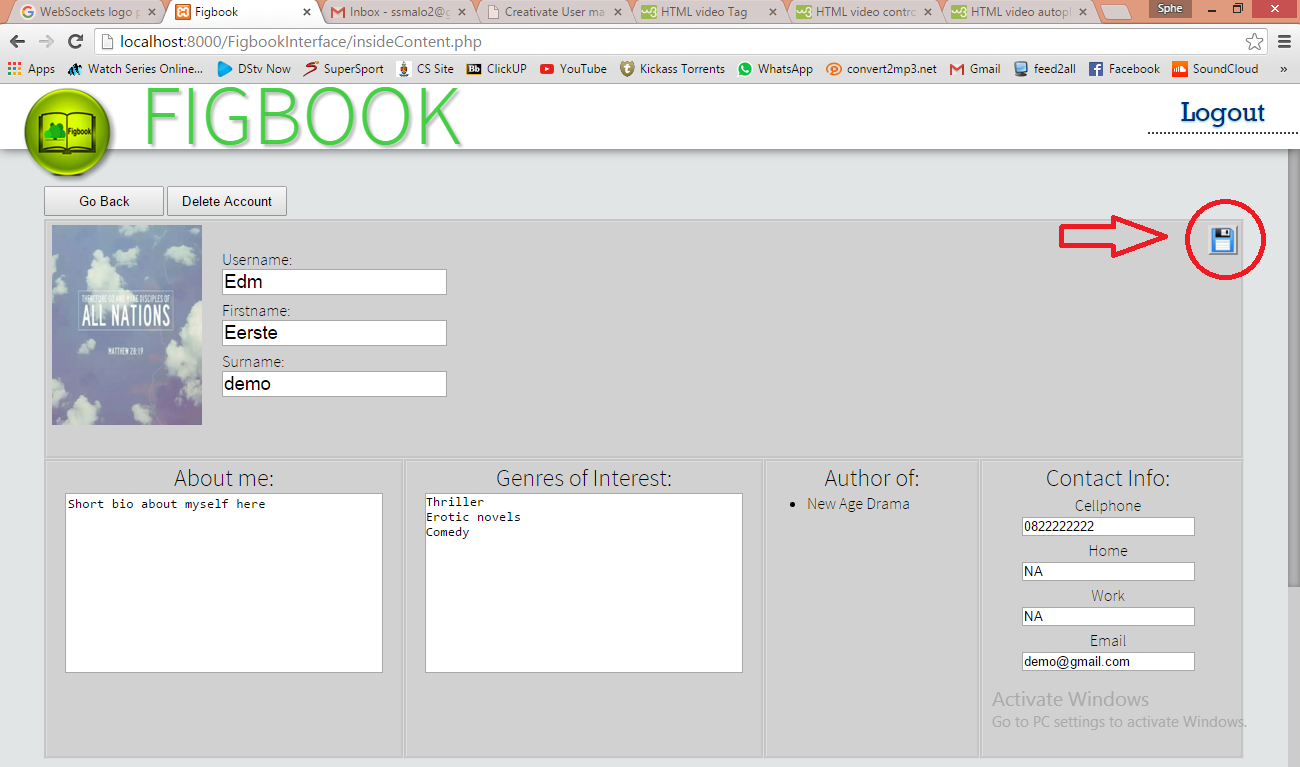 WebSockets logo p
Figbook
Inbox - ssmalo2@g
Creativate User ma
HTML video Tag
HTML video contro
HTML video autopl
Sphe
localhost:8000/FigbookInterface/insideContent.php
Apps
Watch Series Online...
DStv Now
SuperSport
CS Site
Bb
ClickUP
YouTube
Kickass Torrents
WhatsApp
convert2mp3.net
Gmail
feed2all
Facebook
SoundCloud
»
Figbook
FIGBOOK
Logout
Go Back
Delete Account
THEREFORE GO AND MAKE DISCIPLES OF
ALL NATIONS
MATTHEW 28:19
Username:
Edm
Firstname:
Eerste
Surname:
demo
About me:
Short bio about myself here
Genres of Interest:
Thriller
Erotic novels
Comedy
Author of:
• New Age Drama
Contact Info:
Cellphone
0822222222
Home
NA
Work
NA
Email
demo@gmail.com
Activate Windows
Go to PC settings to activate Windows.